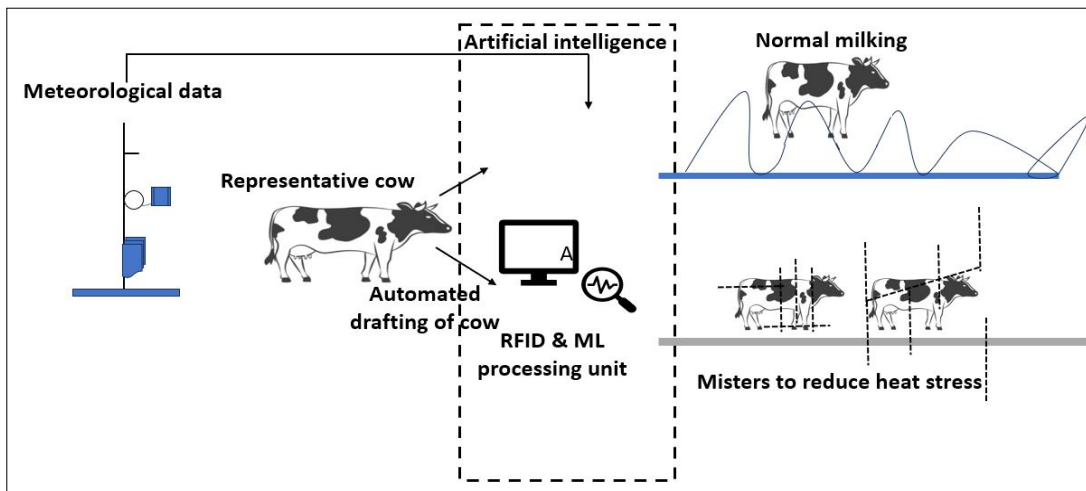 Artificial intelligence
Normal milking
Meteorological data
Representative cow
A
Automated
drafting of cow
RFID & ML
processing unit
Misters to reduce heat stress